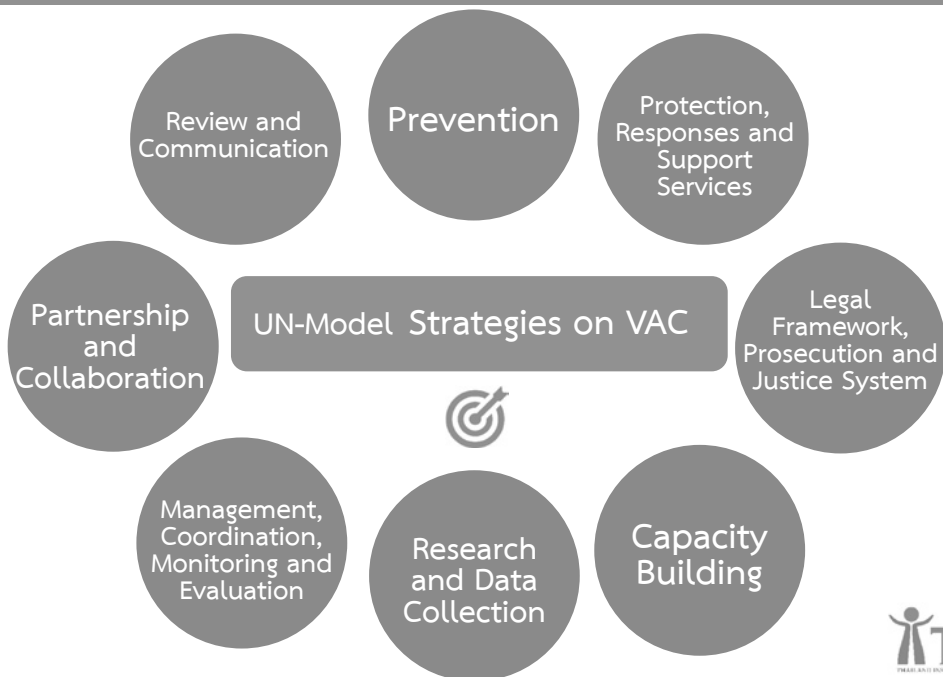 Prevention
Protection,
Responses and
Support
Services
Legal
Framework,
Prosecution and
Justice System
Capacity
Building
Research
and Data
Collection
Management,
Coordination,
Monitoring and
Evaluation
Partnership
and
Collaboration
Review and
Communication
UN-Model Strategies on VAC
T